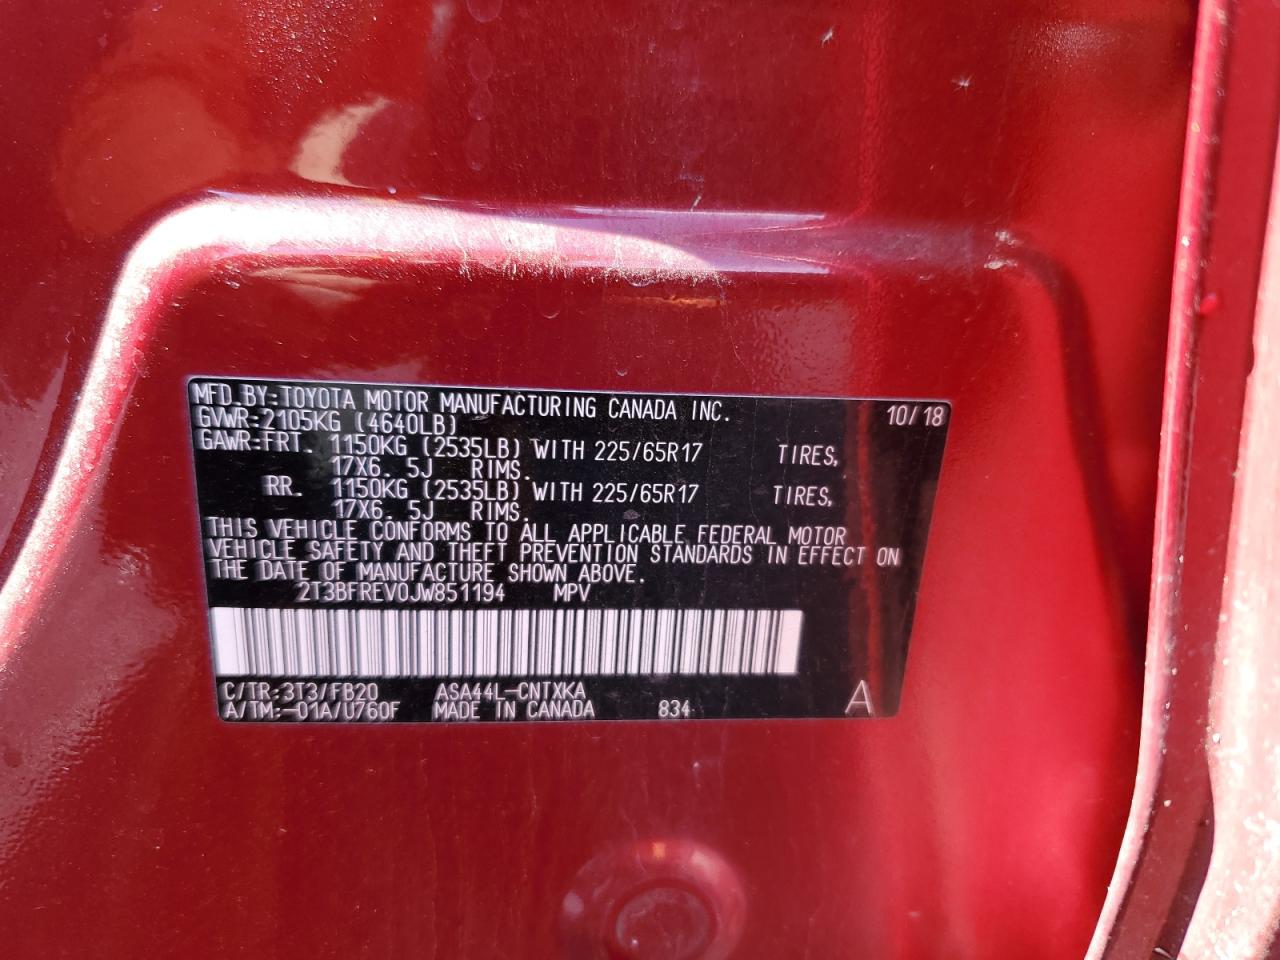 MFD.BY:TOYOTA MOTOR MANUFACTURING CANADA INC. 10/18
GVWR:2105KG (4640LB)
GAWR:FRT. 1150KG (2535LB) WITH 225/65R17 TIRES,
17X6.5J RIMS.
RR. 1150KG (2535LB) WITH 225/65R17 TIRES,
17X6.5J RIMS.
THIS VEHICLE CONFORMS TO ALL APPLICABLE FEDERAL MOTOR
VEHICLE SAFETY AND THEFT PREVENTION STANDARDS IN EFFECT ON
THE DATE OF MANUFACTURE SHOWN ABOVE.
2T3BFREV0JW851194 MPV
C/TR:3T3/FB20 ASA44L-CNTXKA
A/TM:-01A/U760F MADE IN CANADA 834 A